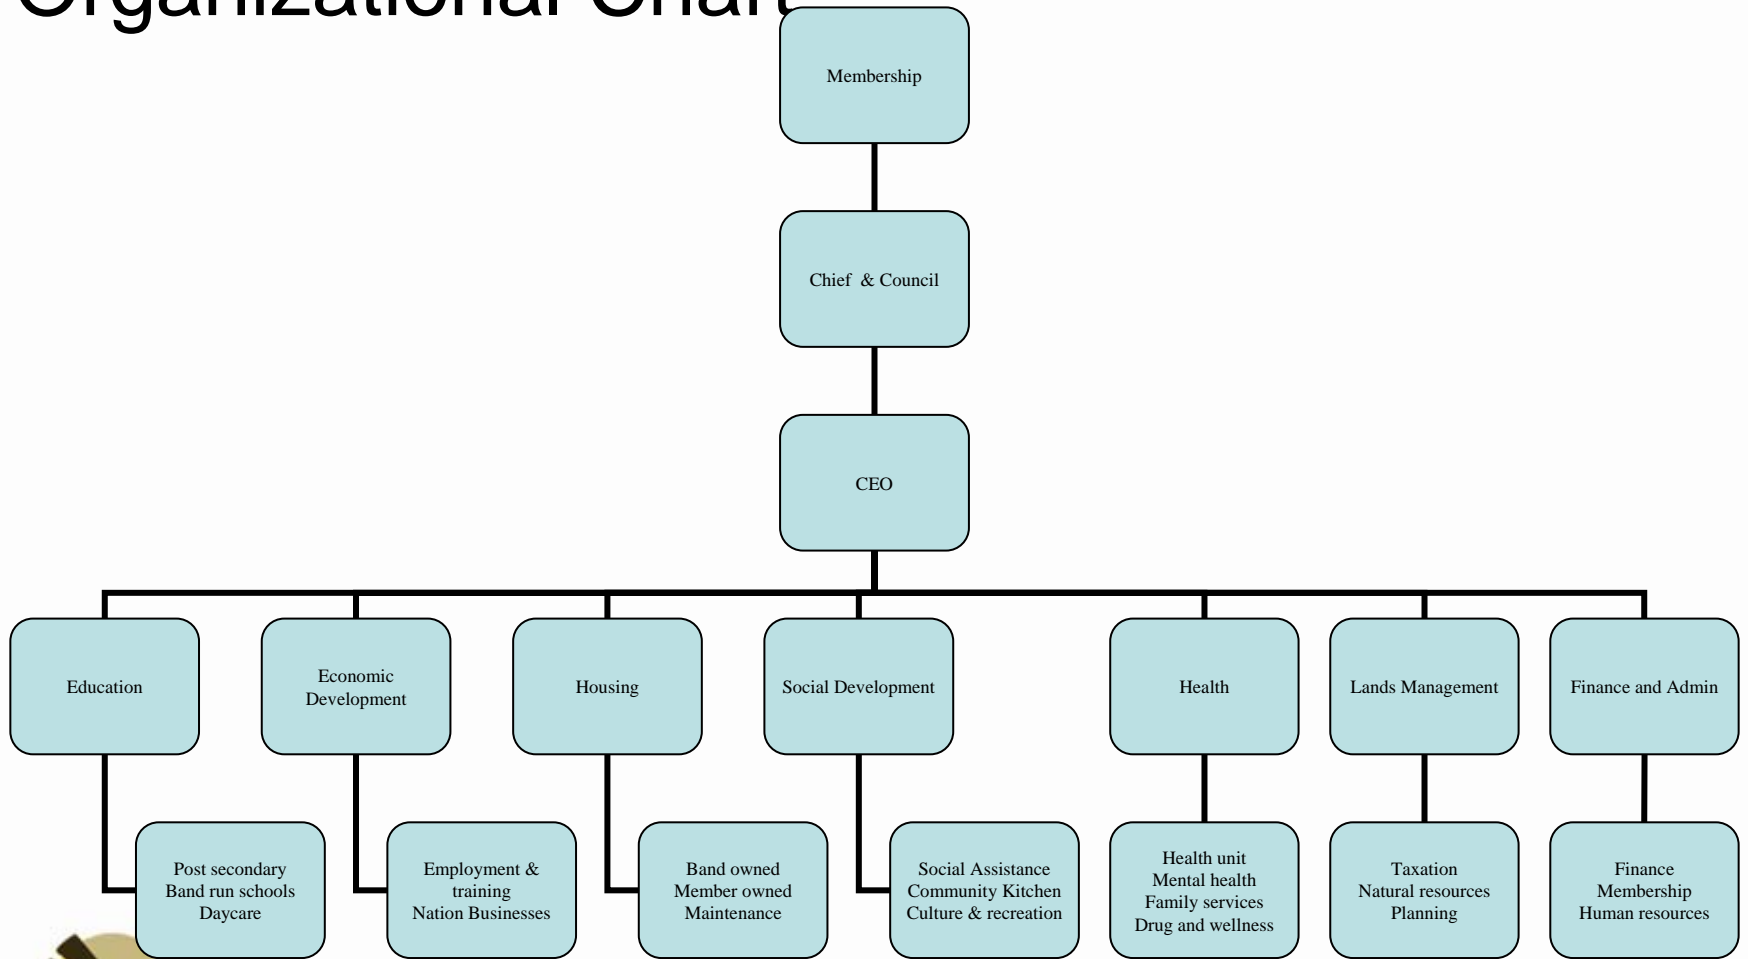 Organizational Chart
Membership
Chief & Council
CEO
Education
Economic
Development
Housing
Social Development
Health
Lands Management
Finance and Admin
Post secondary
Band run schools
Daycare
Employment &
training
Nation Businesses
Band owned
Member owned
Maintenance
Social Assistance
Community Kitchen
Culture & recreation
Health unit
Mental health
Family services
Drug and wellness
Taxation
Natural resources
Planning
Finance
Membership
Human resources